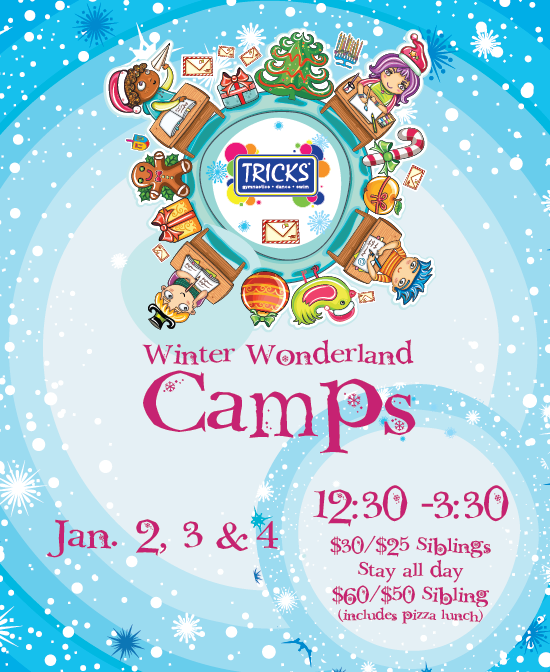 TRICKS
gymnastics • dance • swim
Winter Wonderland
Camps
Jan. 2, 3 & 4
12:30 -3:30
$30/$25 Siblings
Stay all day
$60/$50 Sibling
(includes pizza lunch)